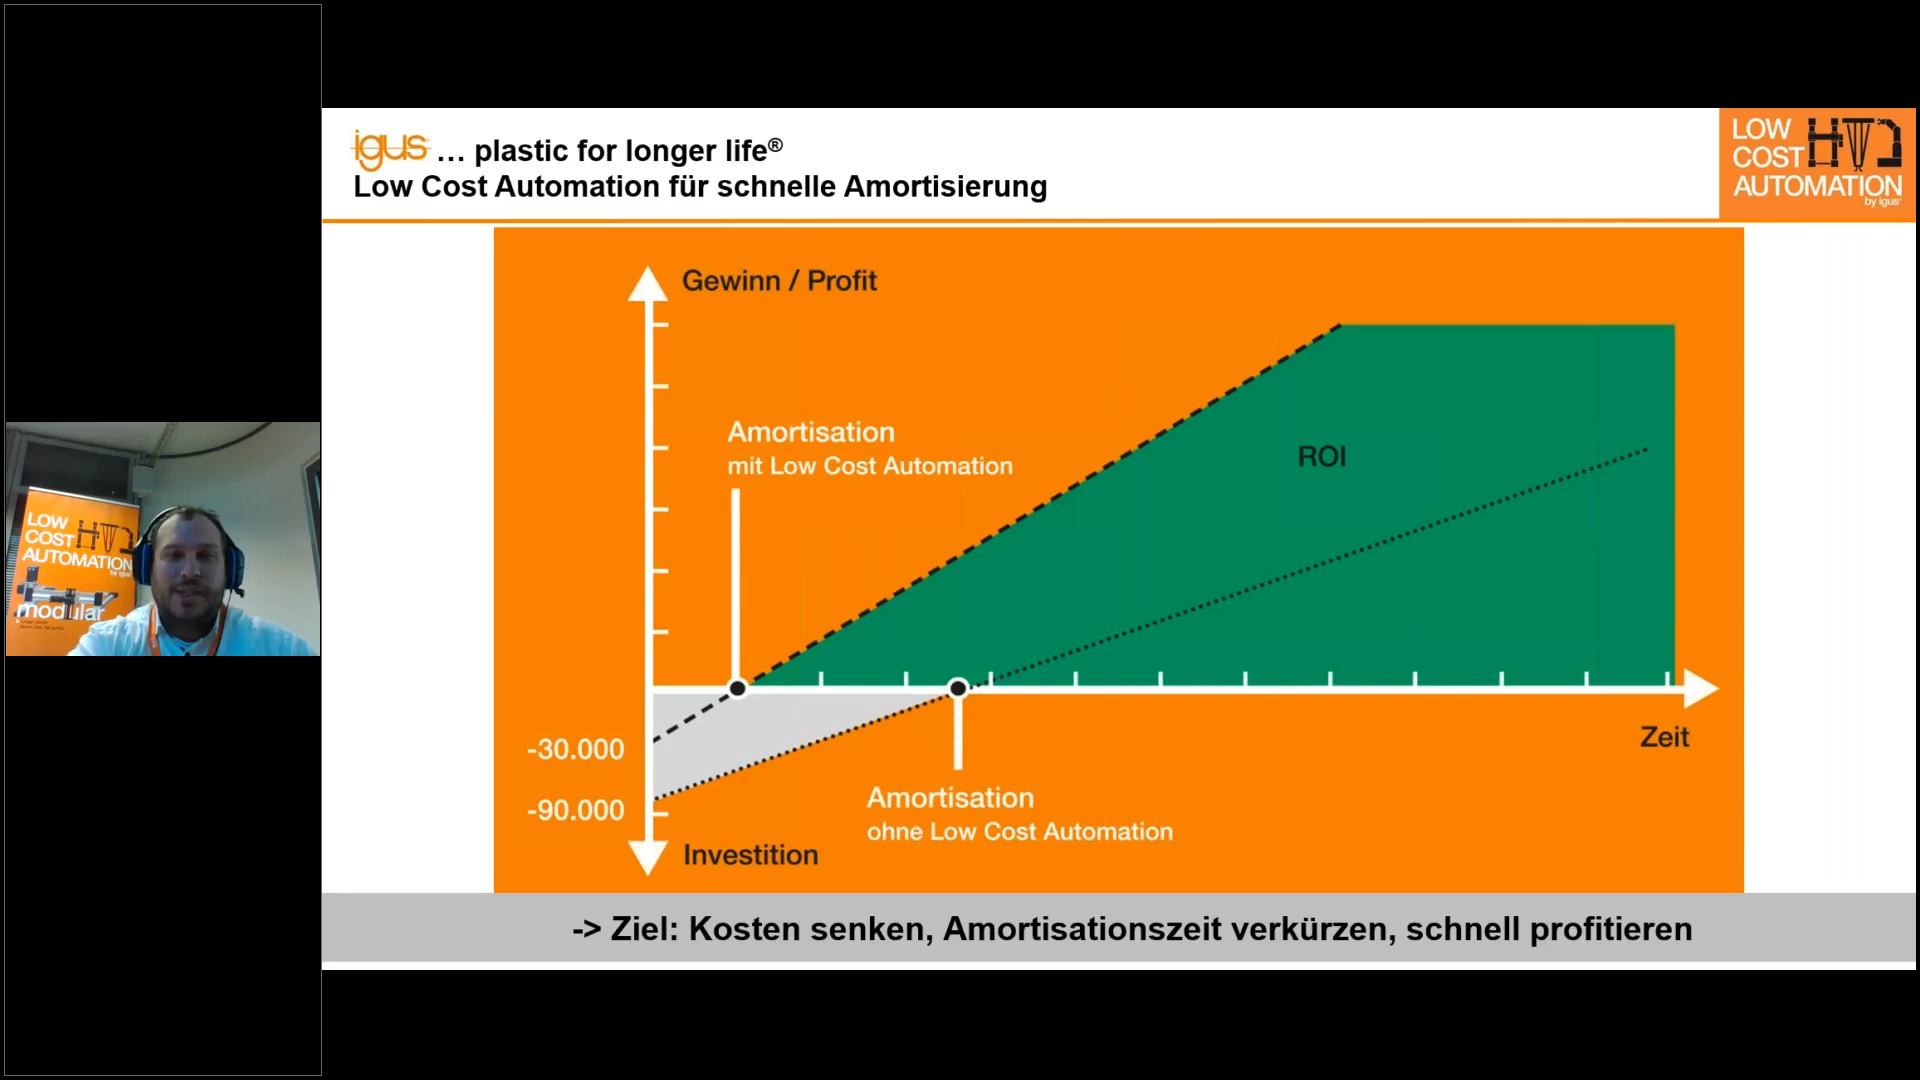 igus ... plastic for longer life®
Low Cost Automation für schnelle Amortisierung
LOW
COST
AUTOMATION
by igus®
Gewinn / Profit
Amortisation
mit Low Cost Automation
ROI
-30.000
-90.000
Zeit
Amortisation
ohne Low Cost Automation
Investition
-> Ziel: Kosten senken, Amortisationszeit verkürzen, schnell profitieren
LOW
COST
AUTOMATION
by igus
modular